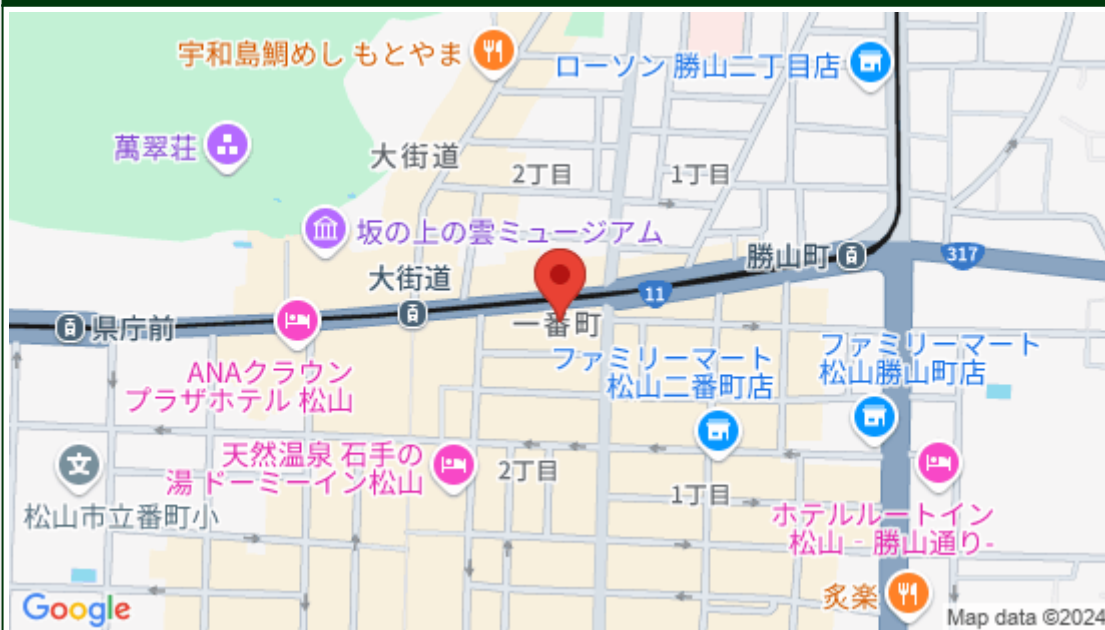 宇和島鯛めし もとやま
ローソン 勝山二丁目店
萬翠荘
大街道
2丁目
1丁目
坂の上の雲ミュージアム
大街道
勝山町
317
11
県庁前
一番町
ANAクラウン
プラザホテル 松山
ファミリーマート
松山二番町店
ファミリーマート
松山勝山町店
天然温泉 石手の
湯 ドーミーイン松山
2丁目
1丁目
文
松山市立番町小
ホテルルートイン
松山 - 勝山通り-
炙楽
Google
Map data ©2024